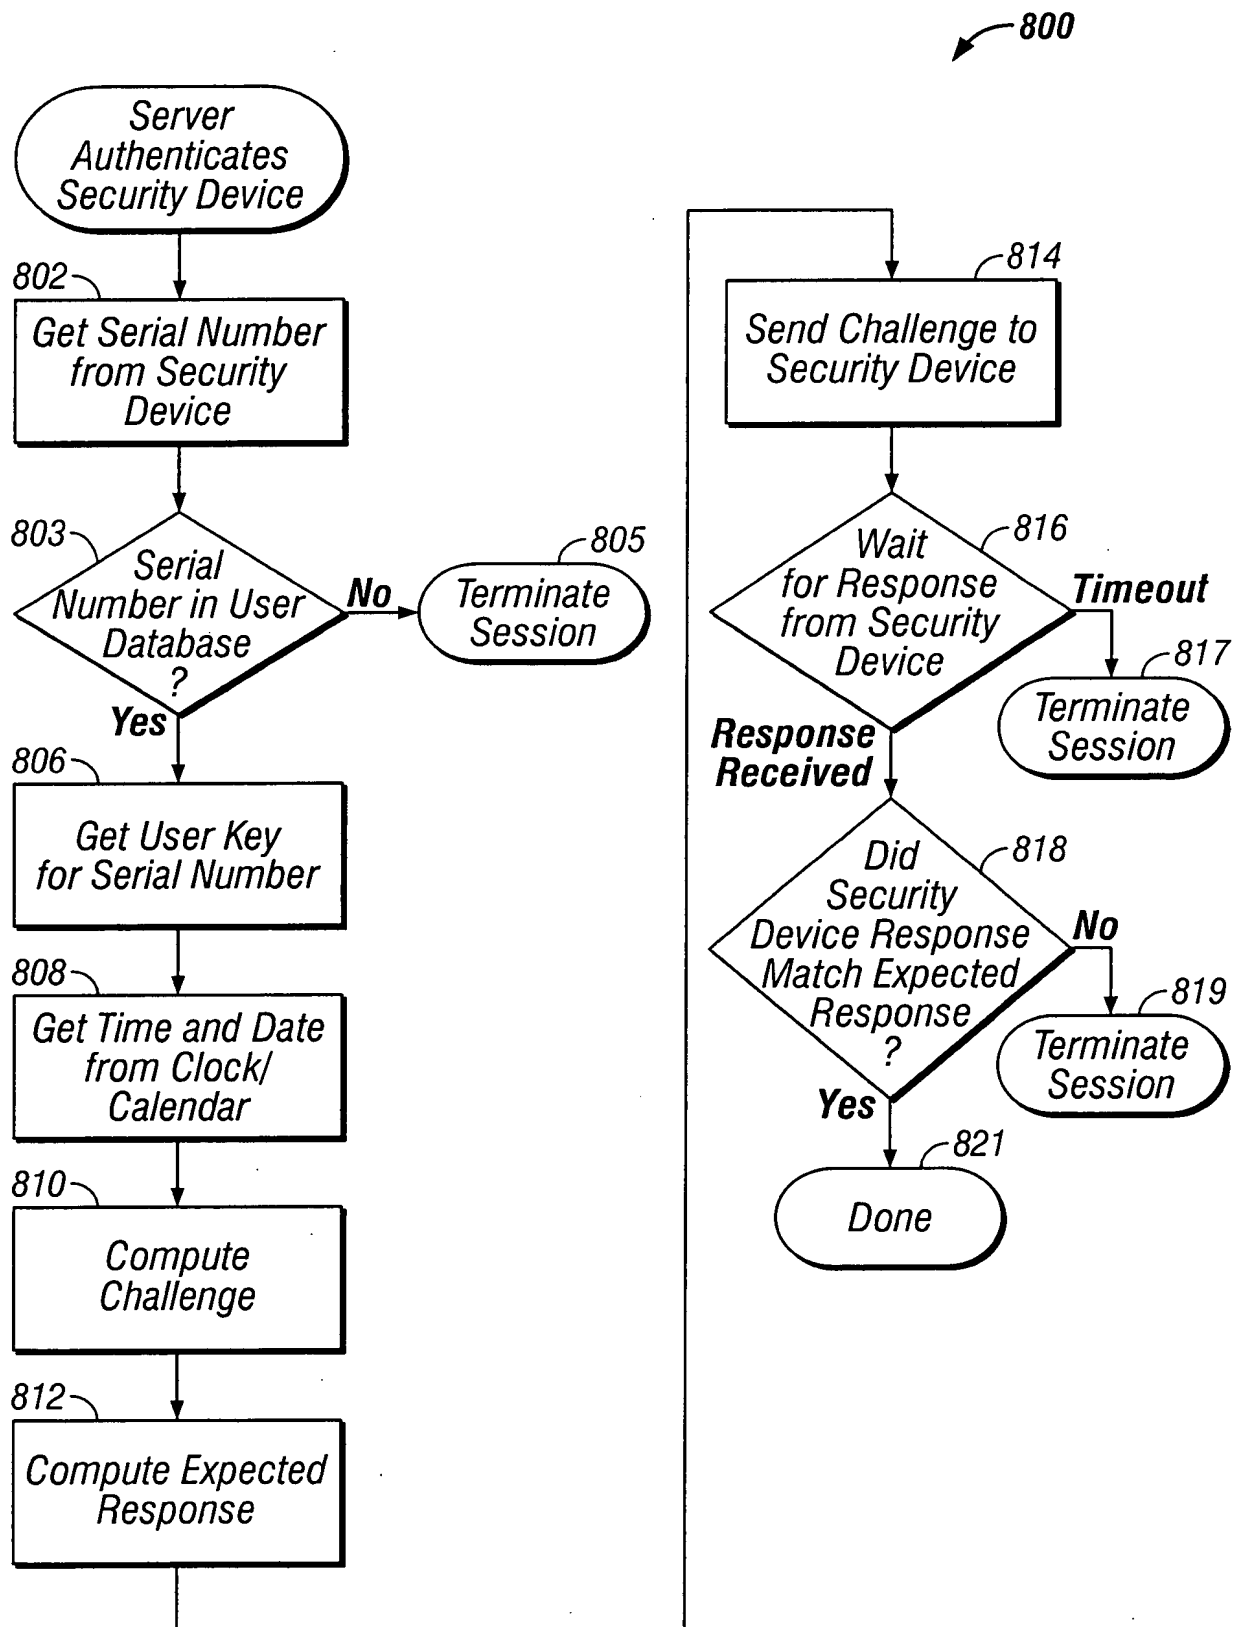 800
Server
Authenticates
Security Device
802
Get Serial Number
from Security
Device
803
Serial
Number in User
Database
?
No
805
Terminate
Session
Yes
806
Get User Key
for Serial Number
808
Get Time and Date
from Clock/
Calendar
810
Compute
Challenge
812
Compute Expected
Response
814
Send Challenge to
Security Device
816
Wait
for Response
from Security
Device
Timeout
817
Terminate
Session
Response
Received
818
Did
Security
Device Response
Match Expected
Response
?
No
819
Terminate
Session
Yes
821
Done